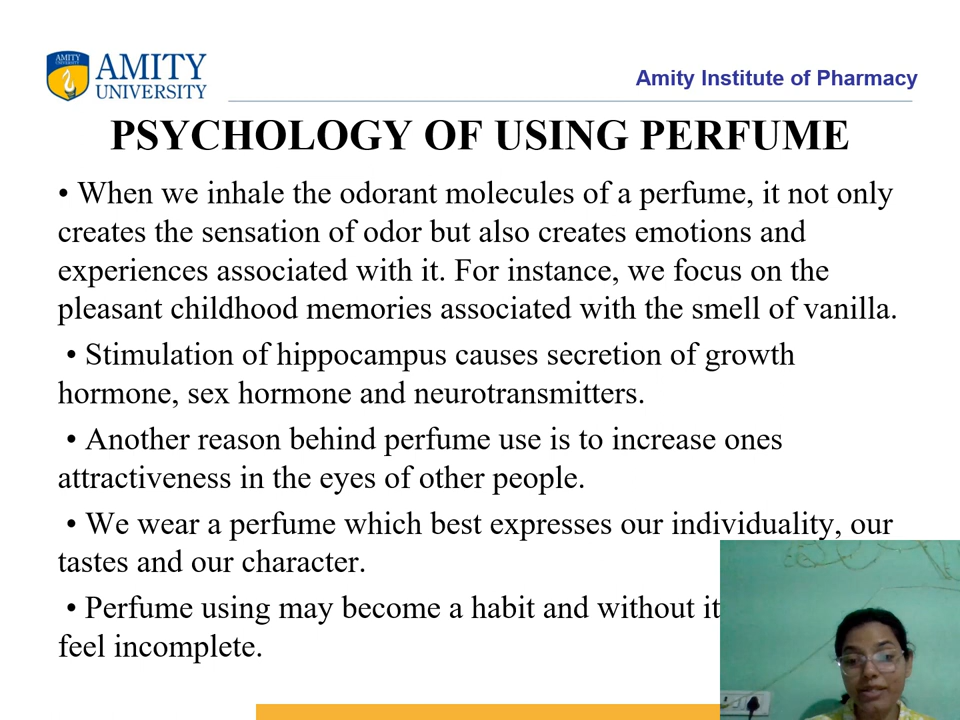 AMITY
AMITY
UNIVERSITY
Amity Institute of Pharmacy
PSYCHOLOGY OF USING PERFUME
• When we inhale the odorant molecules of a perfume, it not only
creates the sensation of odor but also creates emotions and
experiences associated with it. For instance, we focus on the
pleasant childhood memories associated with the smell of vanilla.
• Stimulation of hippocampus causes secretion of growth
hormone, sex hormone and neurotransmitters.
• Another reason behind perfume use is to increase ones
attractiveness in the eyes of other people.
• We wear a perfume which best expresses our individuality, our
tastes and our character.
• Perfume using may become a habit and without it
feel incomplete.